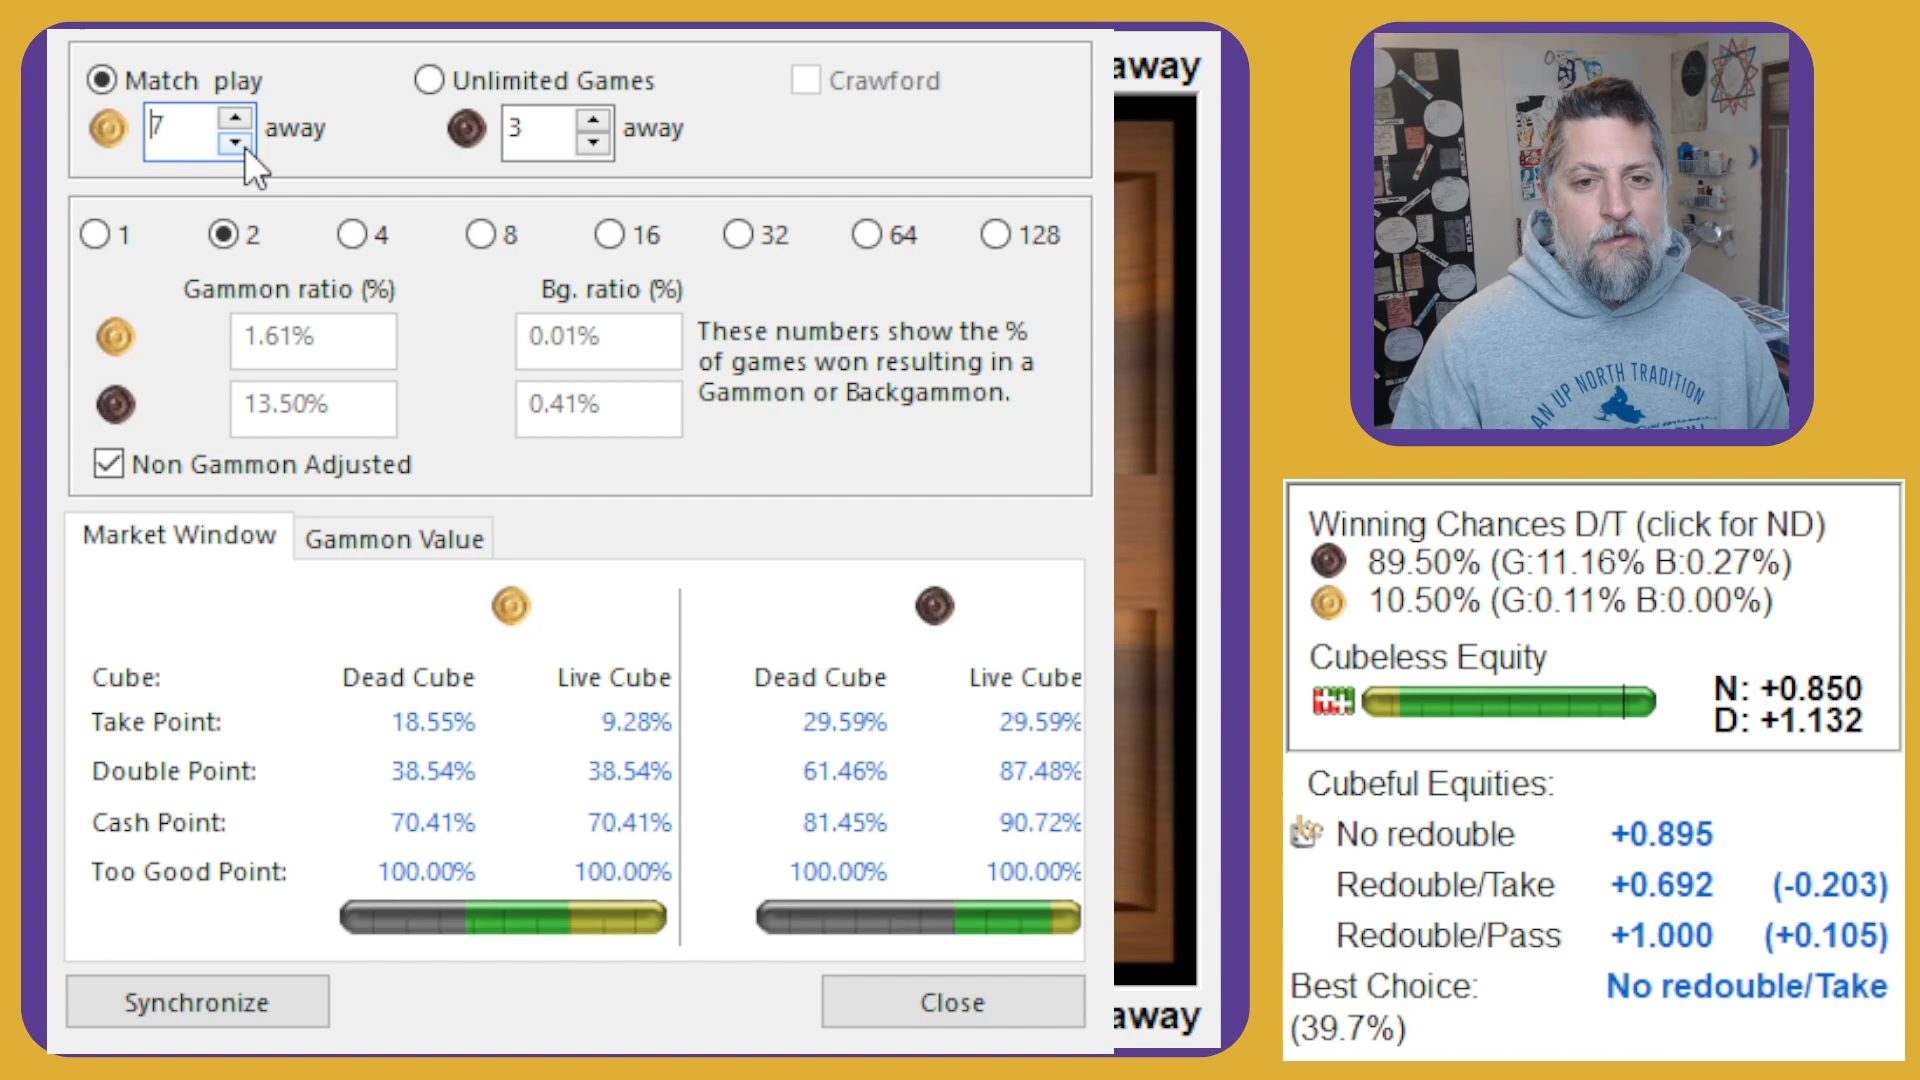 Match play
Unlimited Games
Crawford
7
away
3
away
1
2
4
8
16
32
64
128
Gammon ratio (%)
Bg. ratio (%)
1.61%
0.01%
13.50%
0.41%
These numbers show the %
of games won resulting in a
Gammon or Backgammon.
Non Gammon Adjusted
Market Window
Gammon Value
Cube:
Dead Cube
Live Cube
Dead Cube
Live Cube
Take Point:
18.55%
9.28%
29.59%
29.59%
Double Point:
38.54%
38.54%
61.46%
87.48%
Cash Point:
70.41%
70.41%
81.45%
90.72%
Too Good Point:
100.00%
100.00%
100.00%
100.00%
Synchronize
Close
away
away
AN UP NORTH TRADITION
Winning Chances D/T (click for ND)
89.50% (G:11.16% B:0.27%)
10.50% (G:0.11% B:0.00%)
Cubeless Equity
N: +0.850
D: +1.132
Cubeful Equities:
No redouble +0.895
Redouble/Take +0.692 (-0.203)
Redouble/Pass +1.000 (+0.105)
Best Choice: No redouble/Take
(39.7%)